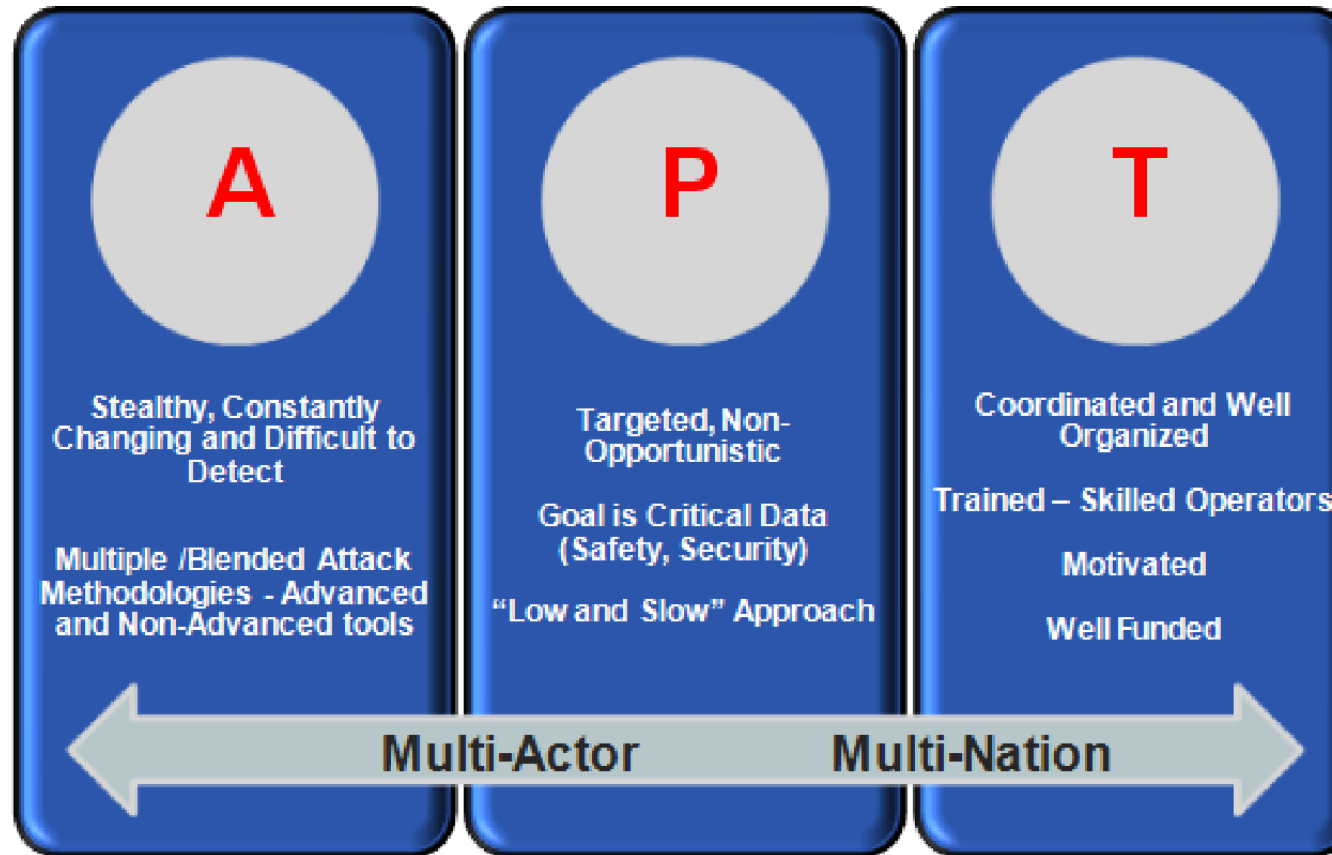 A
Stealthy, Constantly
Changing and Difficult to
Detect
Multiple /Blended Attack
Methodologies - Advanced
and Non-Advanced tools
P
Targeted, Non-
Opportunistic
Goal is Critical Data
(Safety, Security)
“Low and Slow” Approach
T
Coordinated and Well
Organized
Trained – Skilled Operators
Motivated
Well Funded
Multi-Actor Multi-Nation